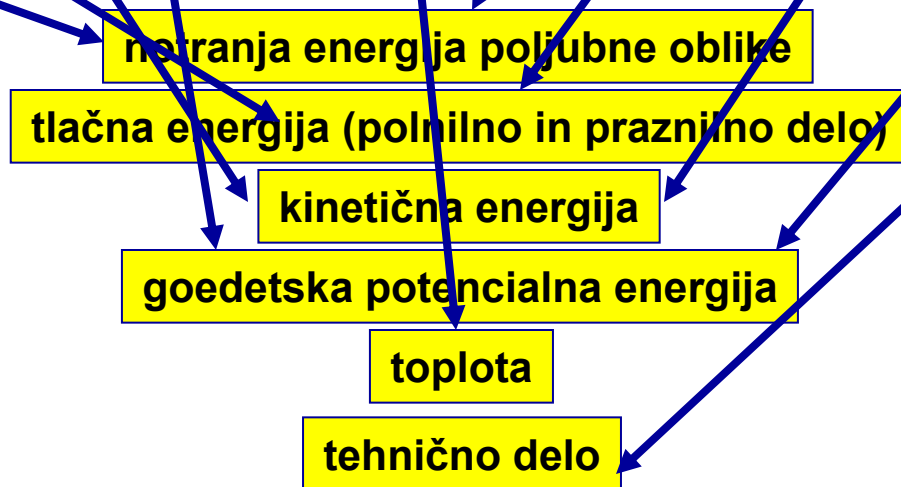 notranja energija poljubne oblike
tlačna energija (polnilno in praznilno delo)
kinetična energija
goedetska potencialna energija
toplota
tehnično delo